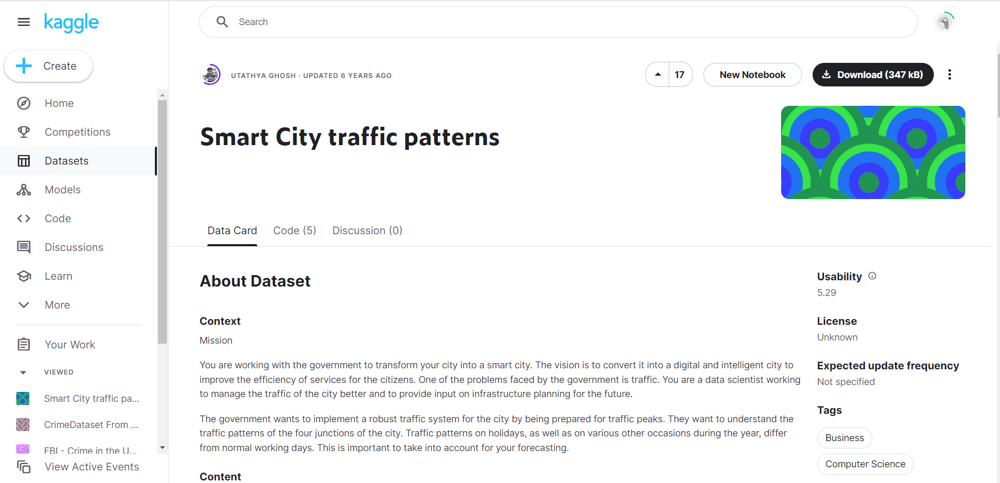 kaggle
Search
Create
Home
Competitions
Datasets
Models
Code
Discussions
Learn
More
Your Work
VIEWED
Smart City traffic pa...
CrimeDataset From ...
FBI - Crime in the U...
View Active Events
UTATHYA GHOSH · UPDATED 6 YEARS AGO
17
New Notebook
Download (347 kB)
Smart City traffic patterns
Data Card
Code (5)
Discussion (0)
About Dataset
Context
Mission
You are working with the government to transform your city into a smart city. The vision is to convert it into a digital and intelligent city to
improve the efficiency of services for the citizens. One of the problems faced by the government is traffic. You are a data scientist working
to manage the traffic of the city better and to provide input on infrastructure planning for the future.
The government wants to implement a robust traffic system for the city by being prepared for traffic peaks. They want to understand the
traffic patterns of the four junctions of the city. Traffic patterns on holidays, as well as on various other occasions during the year, differ
from normal working days. This is important to take into account for your forecasting.
Content
Usability
5.29
License
Unknown
Expected update frequency
Not specified
Tags
Business
Computer Science